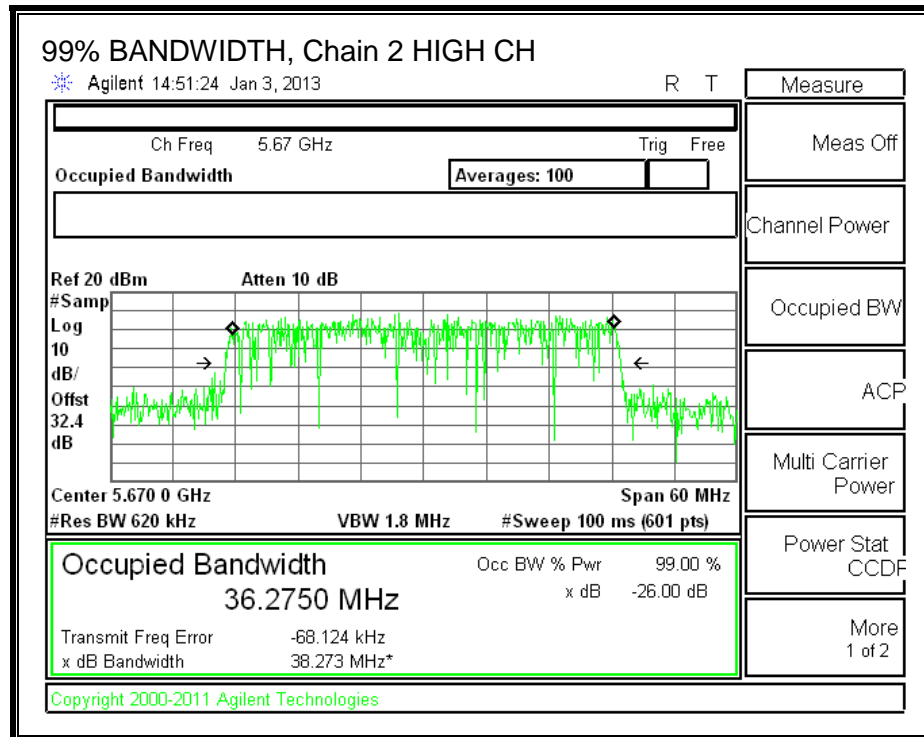 99% BANDWIDTH, Chain 2 HIGH CH
Agilent 14:51:24 Jan 3, 2013 R T
Measure
Ch Freq 5.67 GHz Trig Free
Meas Off
Occupied Bandwidth Averages: 100
Channel Power
Ref 20 dBm Atten 10 dB
#Samp
Log
10
dB/
Offst
32.4
dB
Occupied BW
ACP
Multi Carrier
Power
Center 5.670 0 GHz Span 60 MHz
#Res BW 620 kHz VBW 1.8 MHz #Sweep 100 ms (601 pts)
Power Stat
CCDF
Occupied Bandwidth Occ BW % Pwr 99.00 %
36.2750 MHz x dB -26.00 dB
Transmit Freq Error -68.124 kHz
x dB Bandwidth 38.273 MHz*
More
1 of 2
Copyright 2000-2011 Agilent Technologies